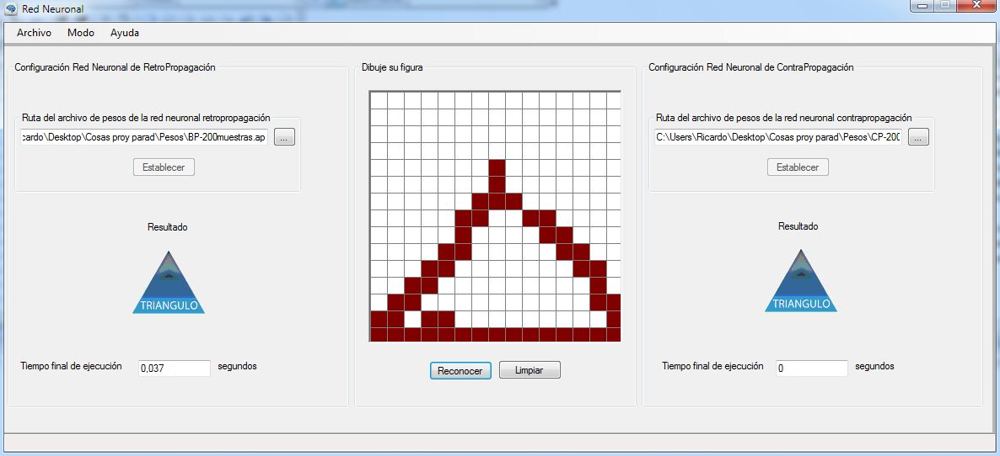 Red Neuronal
Archivo Modo Ayuda
Configuración Red Neuronal de RetroPropagación
Ruta del archivo de pesos de la red neuronal retropropagación
cardo\Desktop\Cosas proy parad\Pesos\BP-200muestras.ap
...
Establecer
Resultado
TRIANGULO
Tiempo final de ejecución 0,037 segundos
Dibuje su figura
Reconocer Limpiar
Configuración Red Neuronal de ContraPropagación
Ruta del archivo de pesos de la red neuronal contrapropagación
C:\Users\Ricardo\Desktop\Cosas proy parad\Pesos\CP-200
...
Establecer
Resultado
TRIANGULO
Tiempo final de ejecución 0 segundos